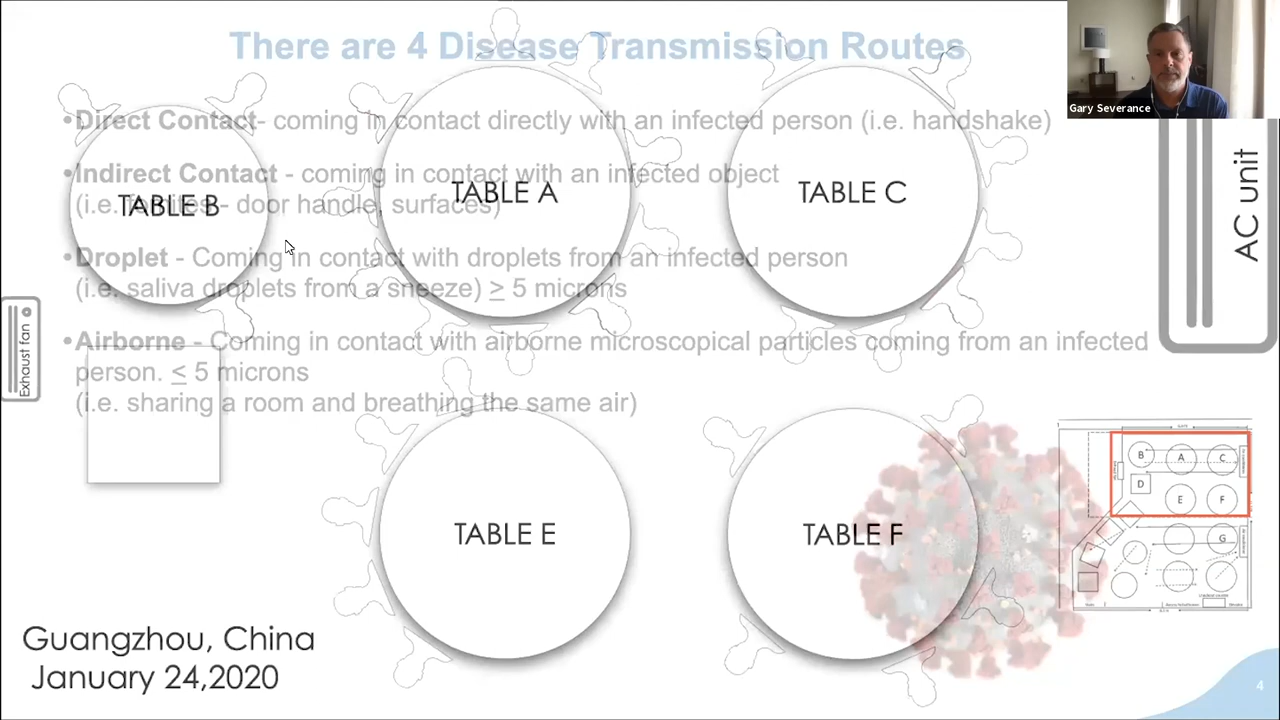 There are 4 Disease Transmission Routes
•Direct Contact- coming in contact directly with an infected person (i.e. handshake)
•Indirect Contact - coming in contact with an infected object
(i.e. fomites - door handle, surfaces)
•Droplet - Coming in contact with droplets from an infected person
(i.e. saliva droplets from a sneeze) ≥ 5 microns
•Airborne - Coming in contact with airborne microscopical particles coming from an infected
person. ≤ 5 microns
(i.e. sharing a room and breathing the same air)
Gary Severance
TABLE B
TABLE A
TABLE C
AC unit
Exhaust fan
TABLE E
TABLE F
B
A
C
D
E
F
G
Guangzhou, China
January 24,2020
4